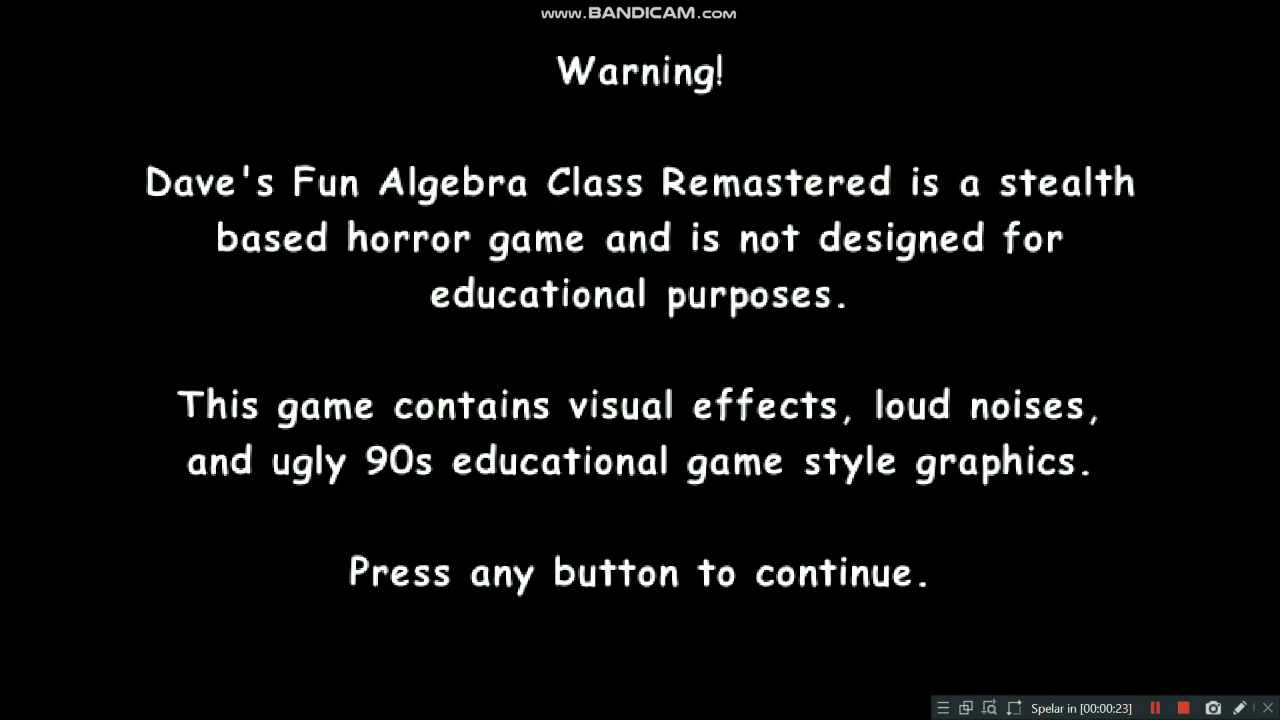 www.BANDICAM.com
Warning!
Dave's Fun Algebra Class Remastered is a stealth
based horror game and is not designed for
educational purposes.
This game contains visual effects, loud noises,
and ugly 90s educational game style graphics.
Press any button to continue.
Spelar in [00:00:23]